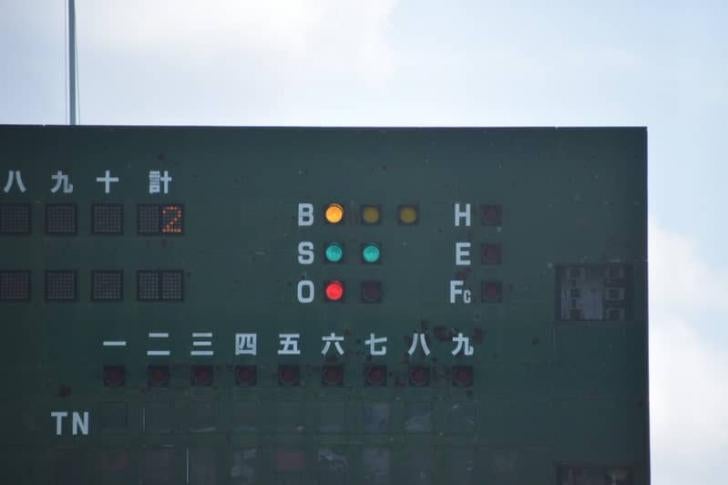 八 九 十 計
2
B H
S E
O Fc
一 二 三 四 五 六 七 八 九
TN